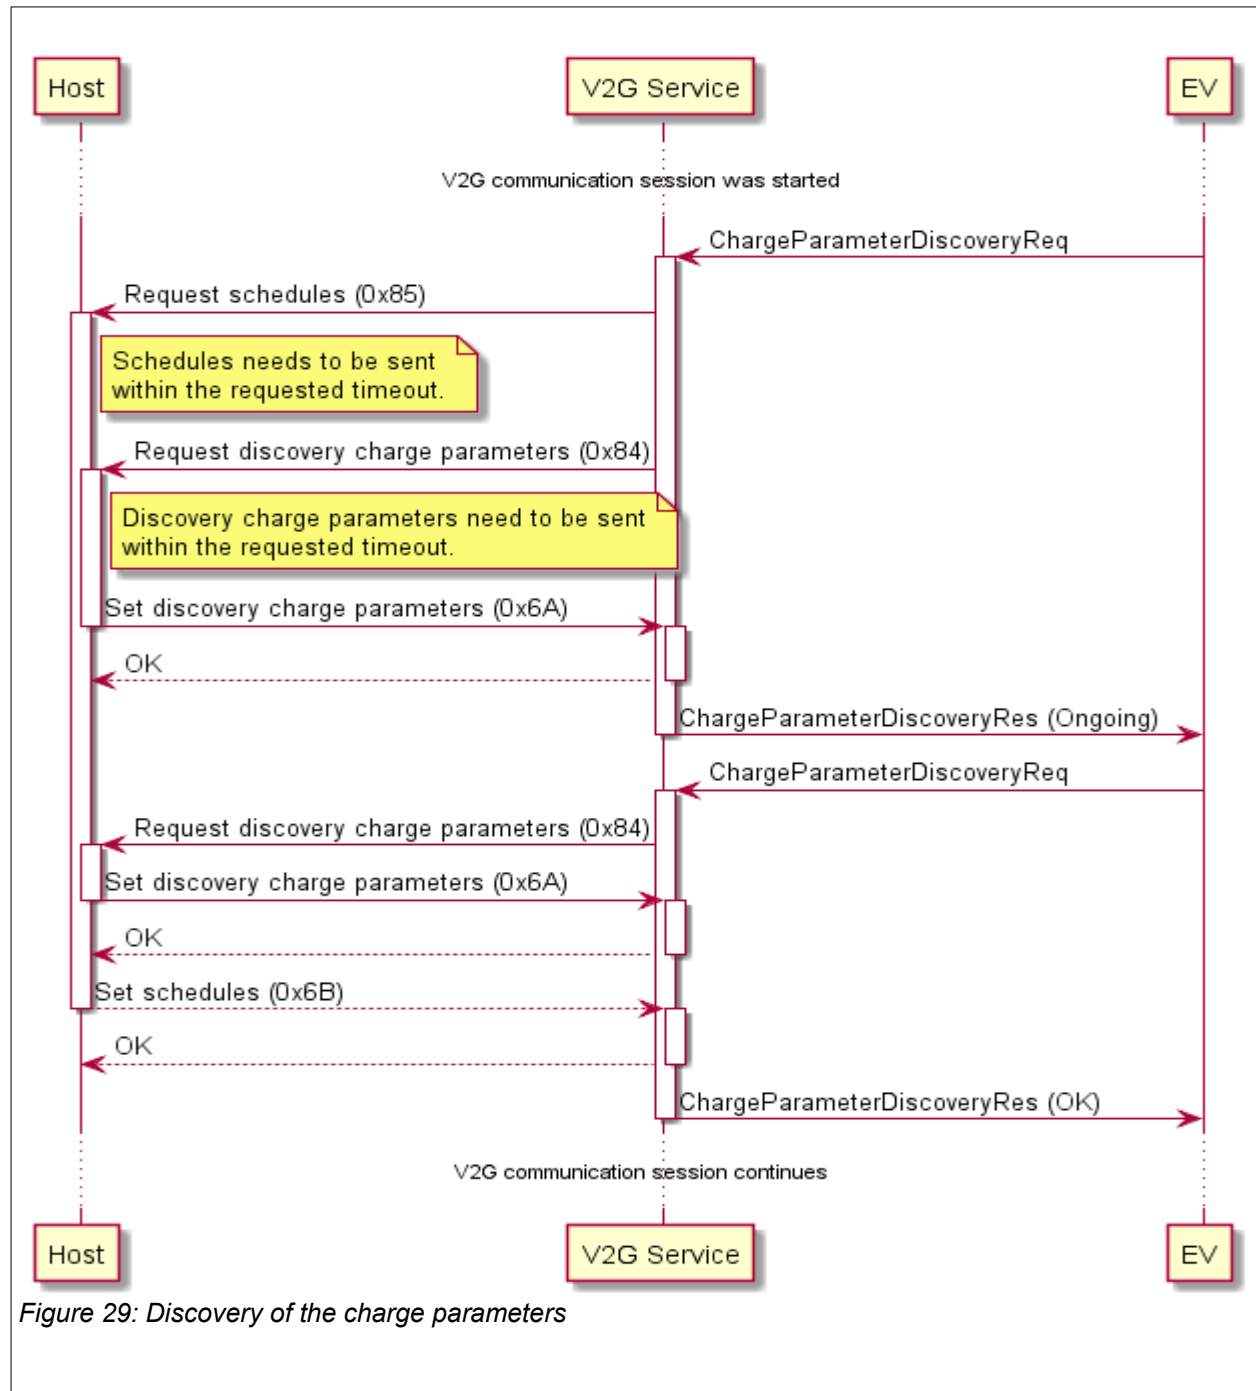 Host
V2G Service
EV
V2G communication session was started
ChargeParameterDiscoveryReq
Request schedules (0x85)
Schedules needs to be sent
within the requested timeout.
Request discovery charge parameters (0x84)
Discovery charge parameters need to be sent
within the requested timeout.
Set discovery charge parameters (0x6A)
OK
ChargeParameterDiscoveryRes (Ongoing)
ChargeParameterDiscoveryReq
Request discovery charge parameters (0x84)
Set discovery charge parameters (0x6A)
OK
Set schedules (0x6B)
OK
ChargeParameterDiscoveryRes (OK)
V2G communication session continues
Host
V2G Service
EV
Figure 29: Discovery of the charge parameters